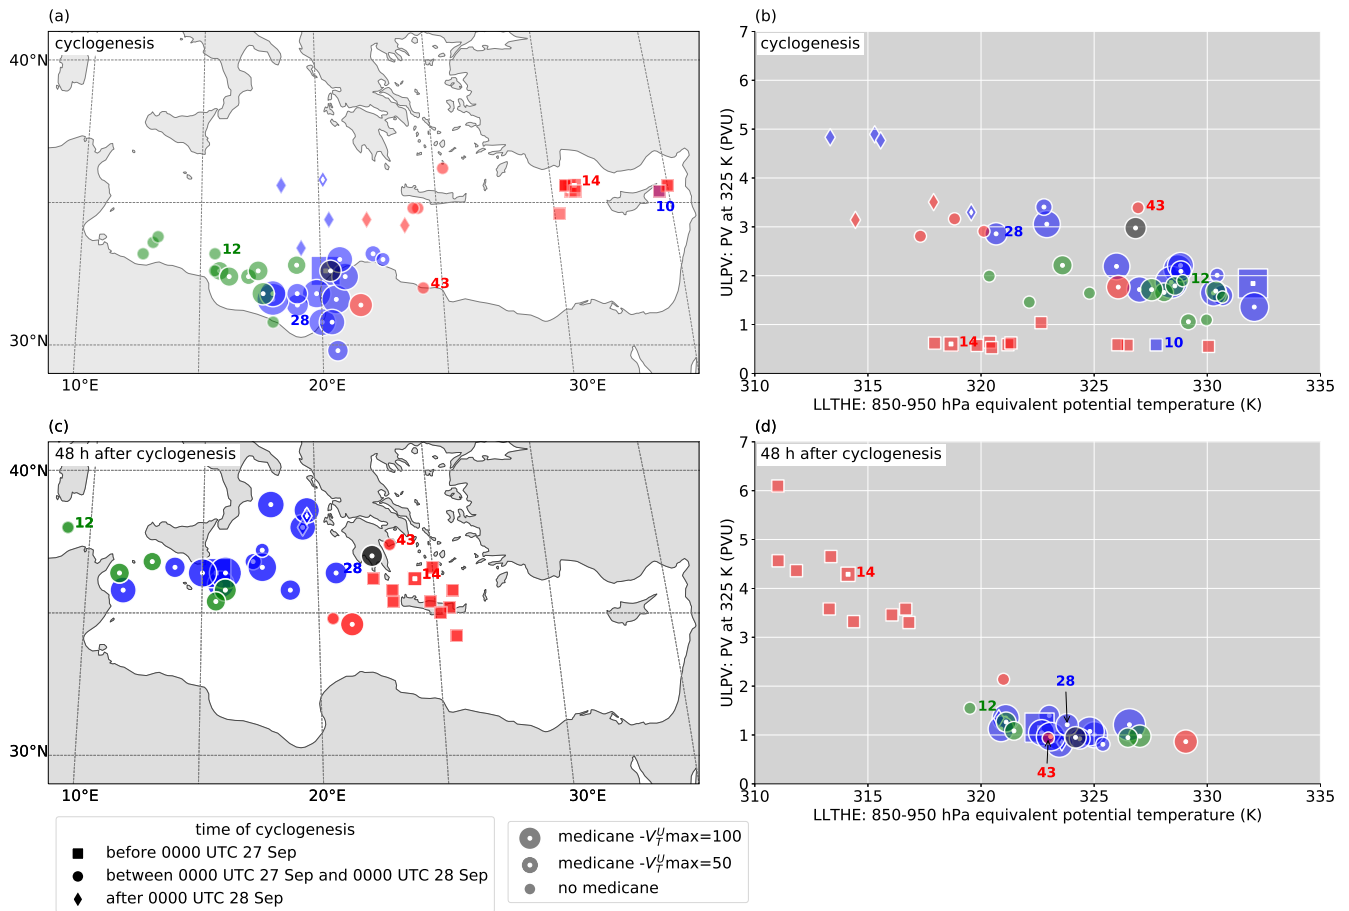 (a)
cyclogenesis
40°N
30°N
10°E
20°E
30°E
12
28
43
14
10
(b)
cyclogenesis
ULPV: PV at 325 K (PVU)
7
6
5
4
3
2
1
0
310
315
320
325
330
335
LLTHE: 850-950 hPa equivalent potential temperature (K)
43
28
12
14
10
(c)
48 h after cyclogenesis
40°N
30°N
10°E
20°E
30°E
12
43
28
14
(d)
48 h after cyclogenesis
ULPV: PV at 325 K (PVU)
7
6
5
4
3
2
1
0
310
315
320
325
330
335
LLTHE: 850-950 hPa equivalent potential temperature (K)
14
28
12
43
time of cyclogenesis
before 0000 UTC 27 Sep
between 0000 UTC 27 Sep and 0000 UTC 28 Sep
after 0000 UTC 28 Sep
medicane -V_T^U max=100
medicane -V_T^U max=50
no medicane